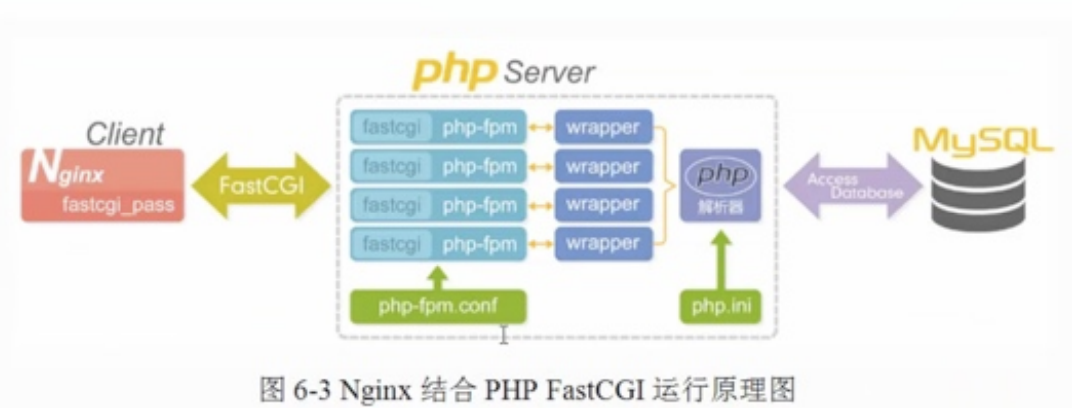 php Server
Client
Nginx
fastcgi_pass
FastCGI
fastcgi php-fpm wrapper
fastcgi php-fpm wrapper
fastcgi php-fpm wrapper
fastcgi php-fpm wrapper
php
解析器
Access
Database
MySQL
php-fpm.conf
php.ini
图 6-3 Nginx 结合 PHP FastCGI 运行原理图